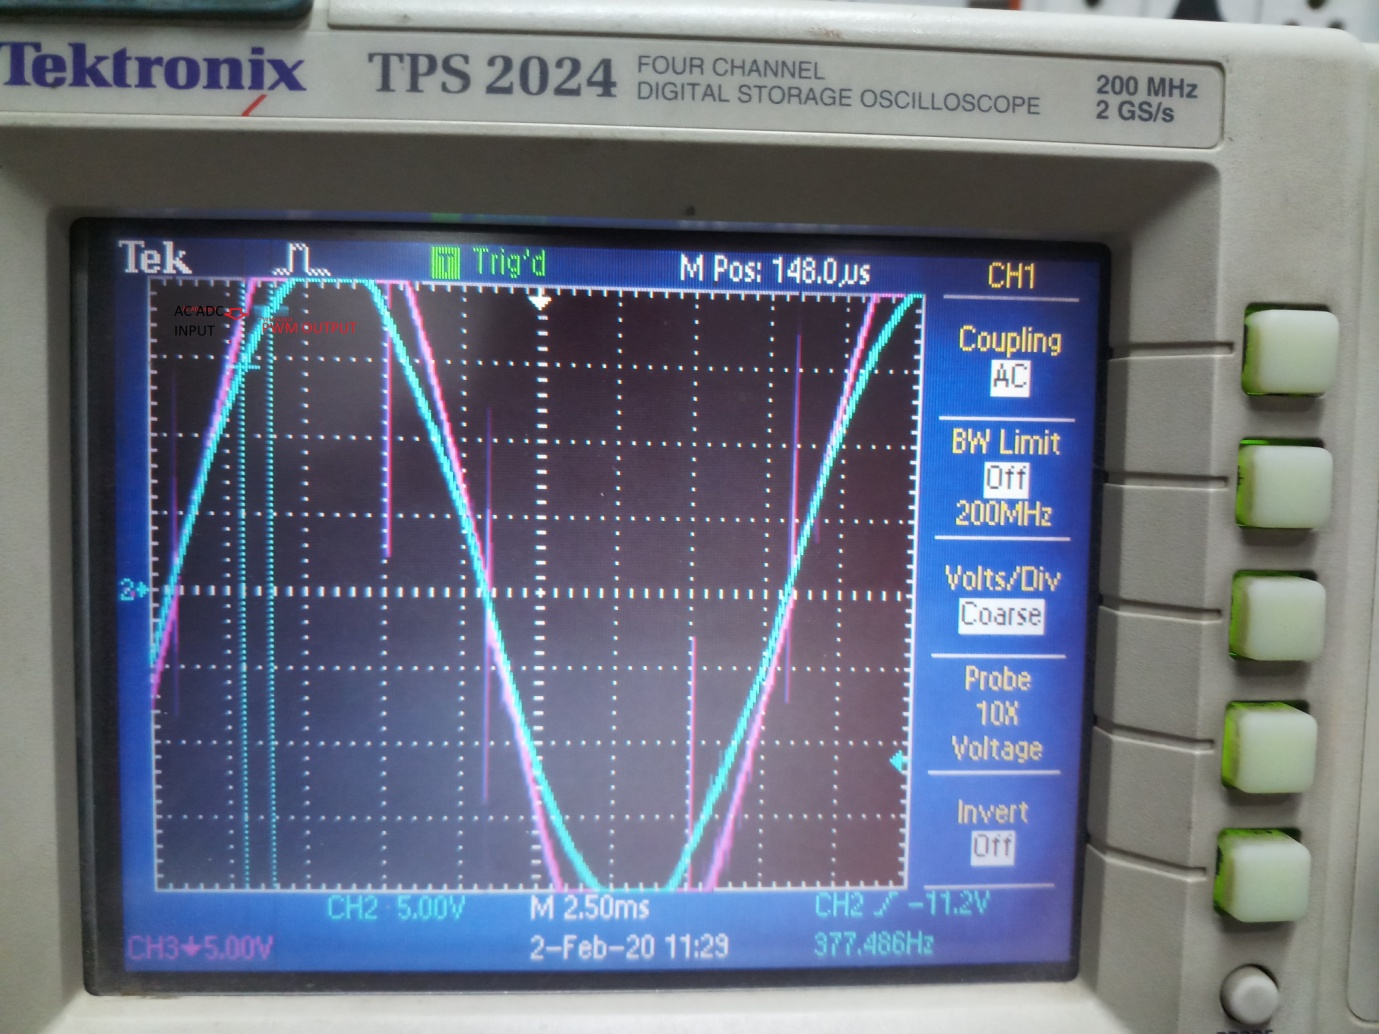 Tektronix
TPS 2024
FOUR CHANNEL
DIGITAL STORAGE OSCILLOSCOPE
200 MHz
2 GS/s
Tek
T Trig'd
M Pos: 148.0µs
CH1
AC ADC
INPUT
PWM OUTPUT
Coupling
AC
BW Limit
Off
200MHz
Volts/Div
Coarse
2
Probe
10X
Voltage
Invert
Off
CH2 5.00V
M 2.50ms
CH2 -11.2V
CH3 5.00V
2-Feb-20 11:29
377.486Hz